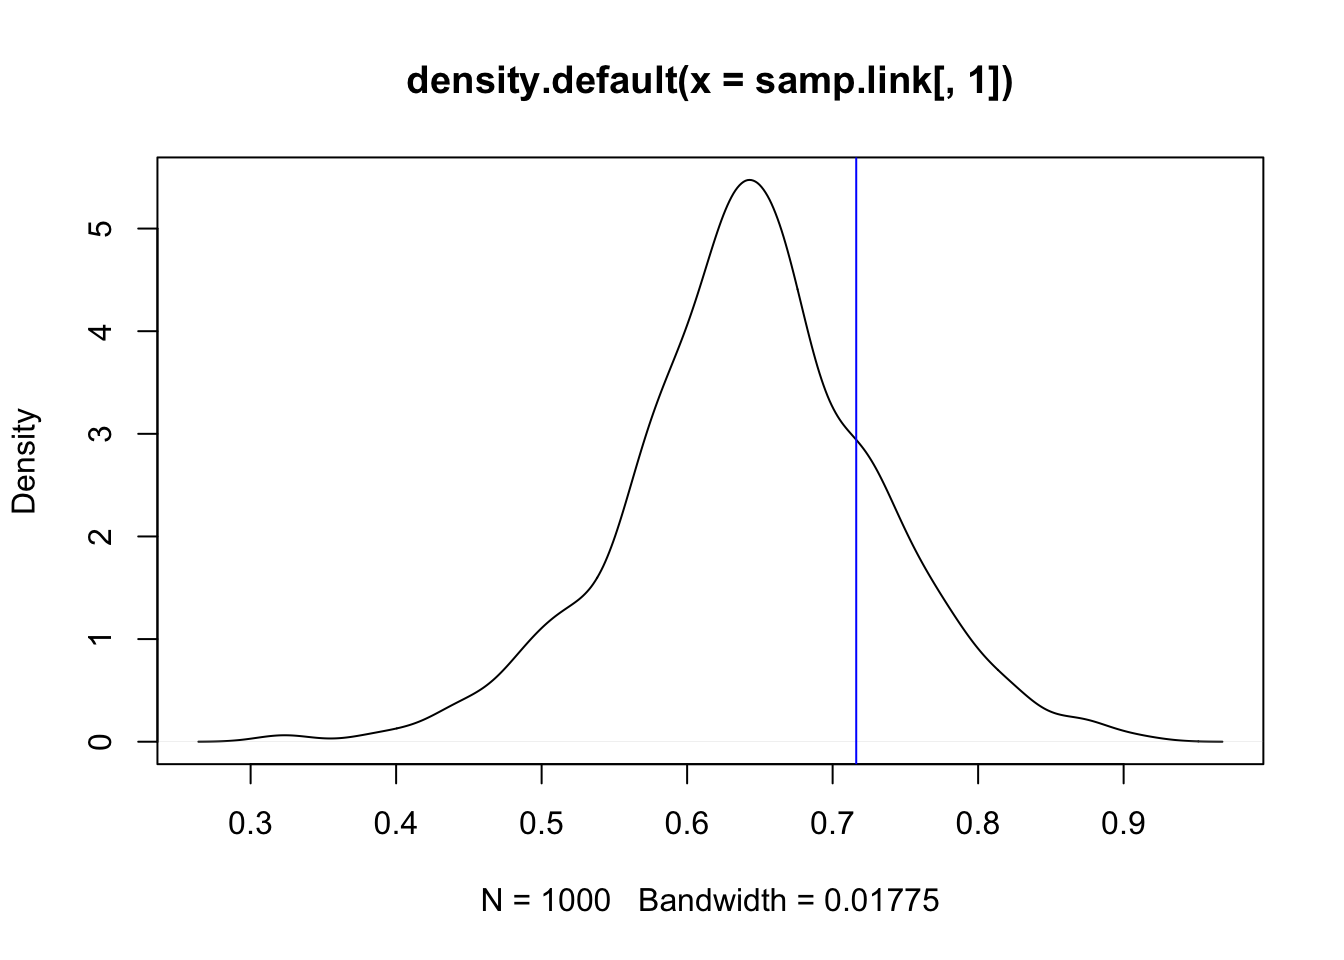 density.default(x = samp.link[, 1])
Density
5
4
3
2
1
0
0.3 0.4 0.5 0.6 0.7 0.8 0.9
N = 1000 Bandwidth = 0.01775